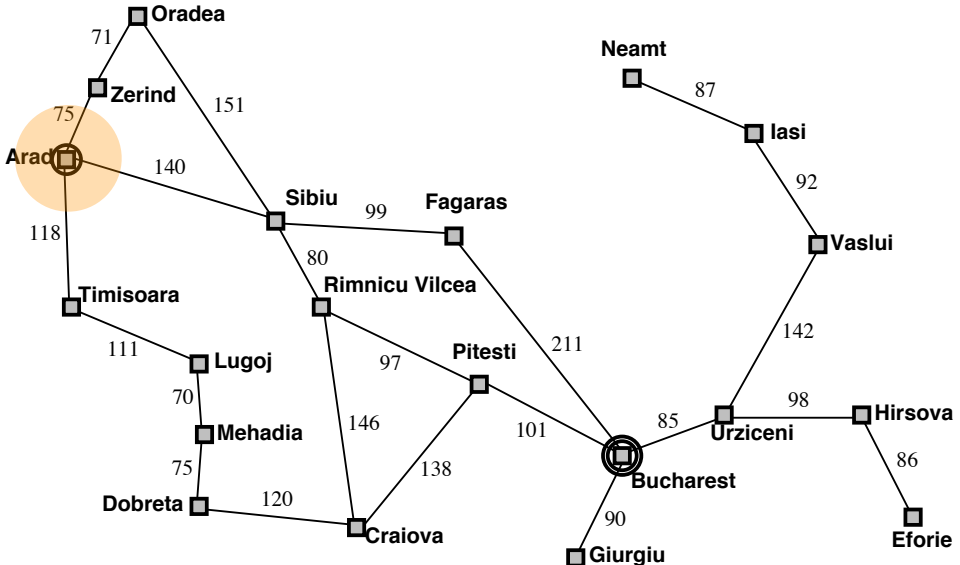 Oradea
71
Neamt
87
Zerind
151
75
Iasi
Arad
140
92
Sibiu
Fagaras
99
118
Vaslui
80
Timisoara
Rimnicu Vilcea
142
111
Lugoj
97
Pitesti
211
70
98
Hirsova
146
85
Urziceni
Mehadia
101
75
138
86
Bucharest
Dobreta
120
90
Craiova
Eforie
Giurgiu